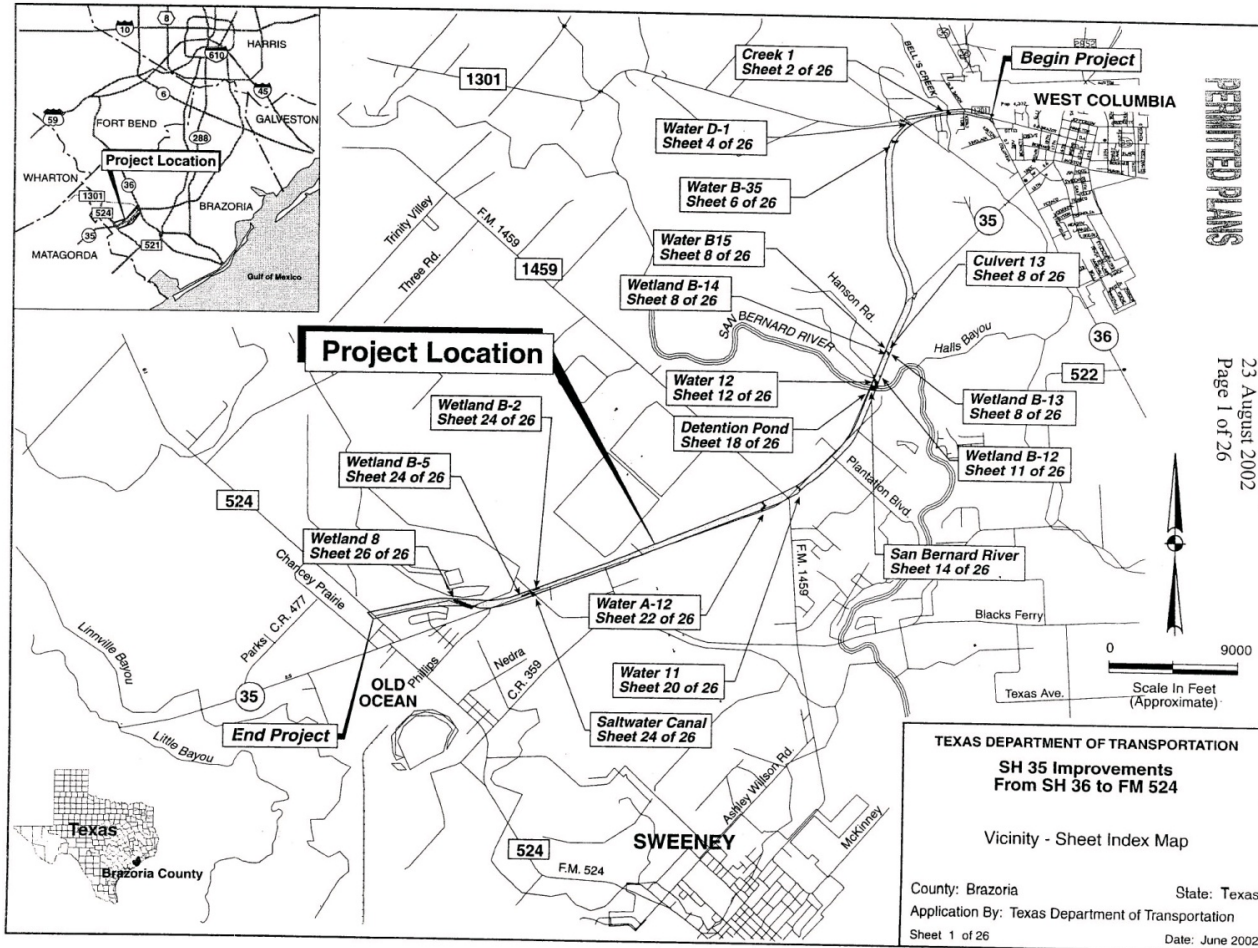 8
10
HARRIS
610
6
45
59
FORT BEND
GALVESTON
288
Project Location
WHARTON
36
1301
524
BRAZORIA
35
521
MATAGORDA
Gulf of Mexico
1301
Creek 1
Sheet 2 of 26
BELL'S CREEK
Begin Project
WEST COLUMBIA
Water D-1
Sheet 4 of 26
Water B-35
Sheet 6 of 26
35
Trinity Villey
Three Rd.
F.M. 1459
1459
Water B15
Sheet 8 of 26
Hanson Rd.
Culvert 13
Sheet 8 of 26
Wetland B-14
Sheet 8 of 26
SAN BERNARD RIVER
Halls Bayou
36
522
Project Location
Water 12
Sheet 12 of 26
Wetland B-13
Sheet 8 of 26
Detention Pond
Sheet 18 of 26
Wetland B-12
Sheet 11 of 26
Wetland B-2
Sheet 24 of 26
Wetland B-5
Sheet 24 of 26
Plantation Blvd.
524
Wetland 8
Sheet 26 of 26
San Bernard River
Sheet 14 of 26
F.M. 1459
Chancey Prairie
Water A-12
Sheet 22 of 26
Blacks Ferry
Parks C.R. 477
Linnville Bayou
Nedra
C.R. 359
Phillips
Water 11
Sheet 20 of 26
0 9000
Scale In Feet
(Approximate)
Texas Ave.
35
OLD
OCEAN
End Project
Saltwater Canal
Sheet 24 of 26
Little Bayou
Ashley Willson Rd.
McKinney
SWEENEY
524
F.M. 524
Texas
Brazoria County
TEXAS DEPARTMENT OF TRANSPORTATION
SH 35 Improvements
From SH 36 to FM 524
Vicinity - Sheet Index Map
County: Brazoria State: Texas
Application By: Texas Department of Transportation
Sheet 1 of 26 Date: June 2002
PERMITTED PLANS
23 August 2002
Page 1 of 26